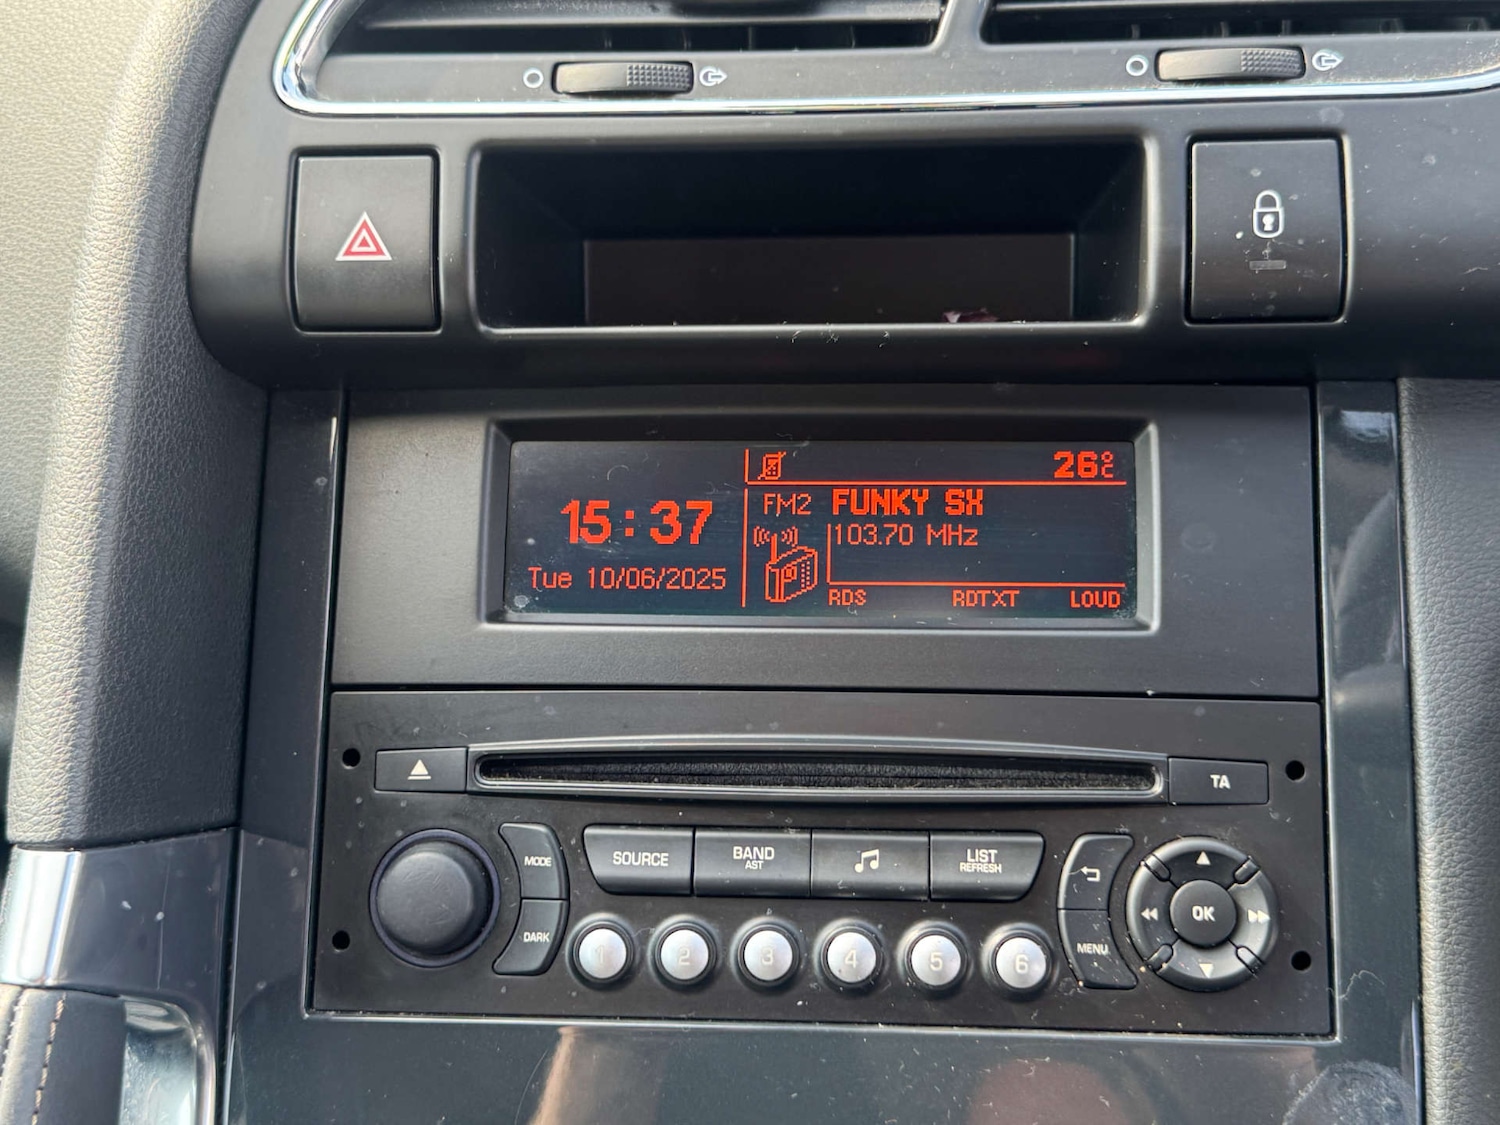 26°C
15:37
Tue 10/06/2025
FM2 FUNKY SX
103.70 MHz
RDS RDTXT LOUD
TA
MODE
SOURCE
BAND
AST
LIST
REFRESH
OK
DARK
MENU
1 2 3 4 5 6